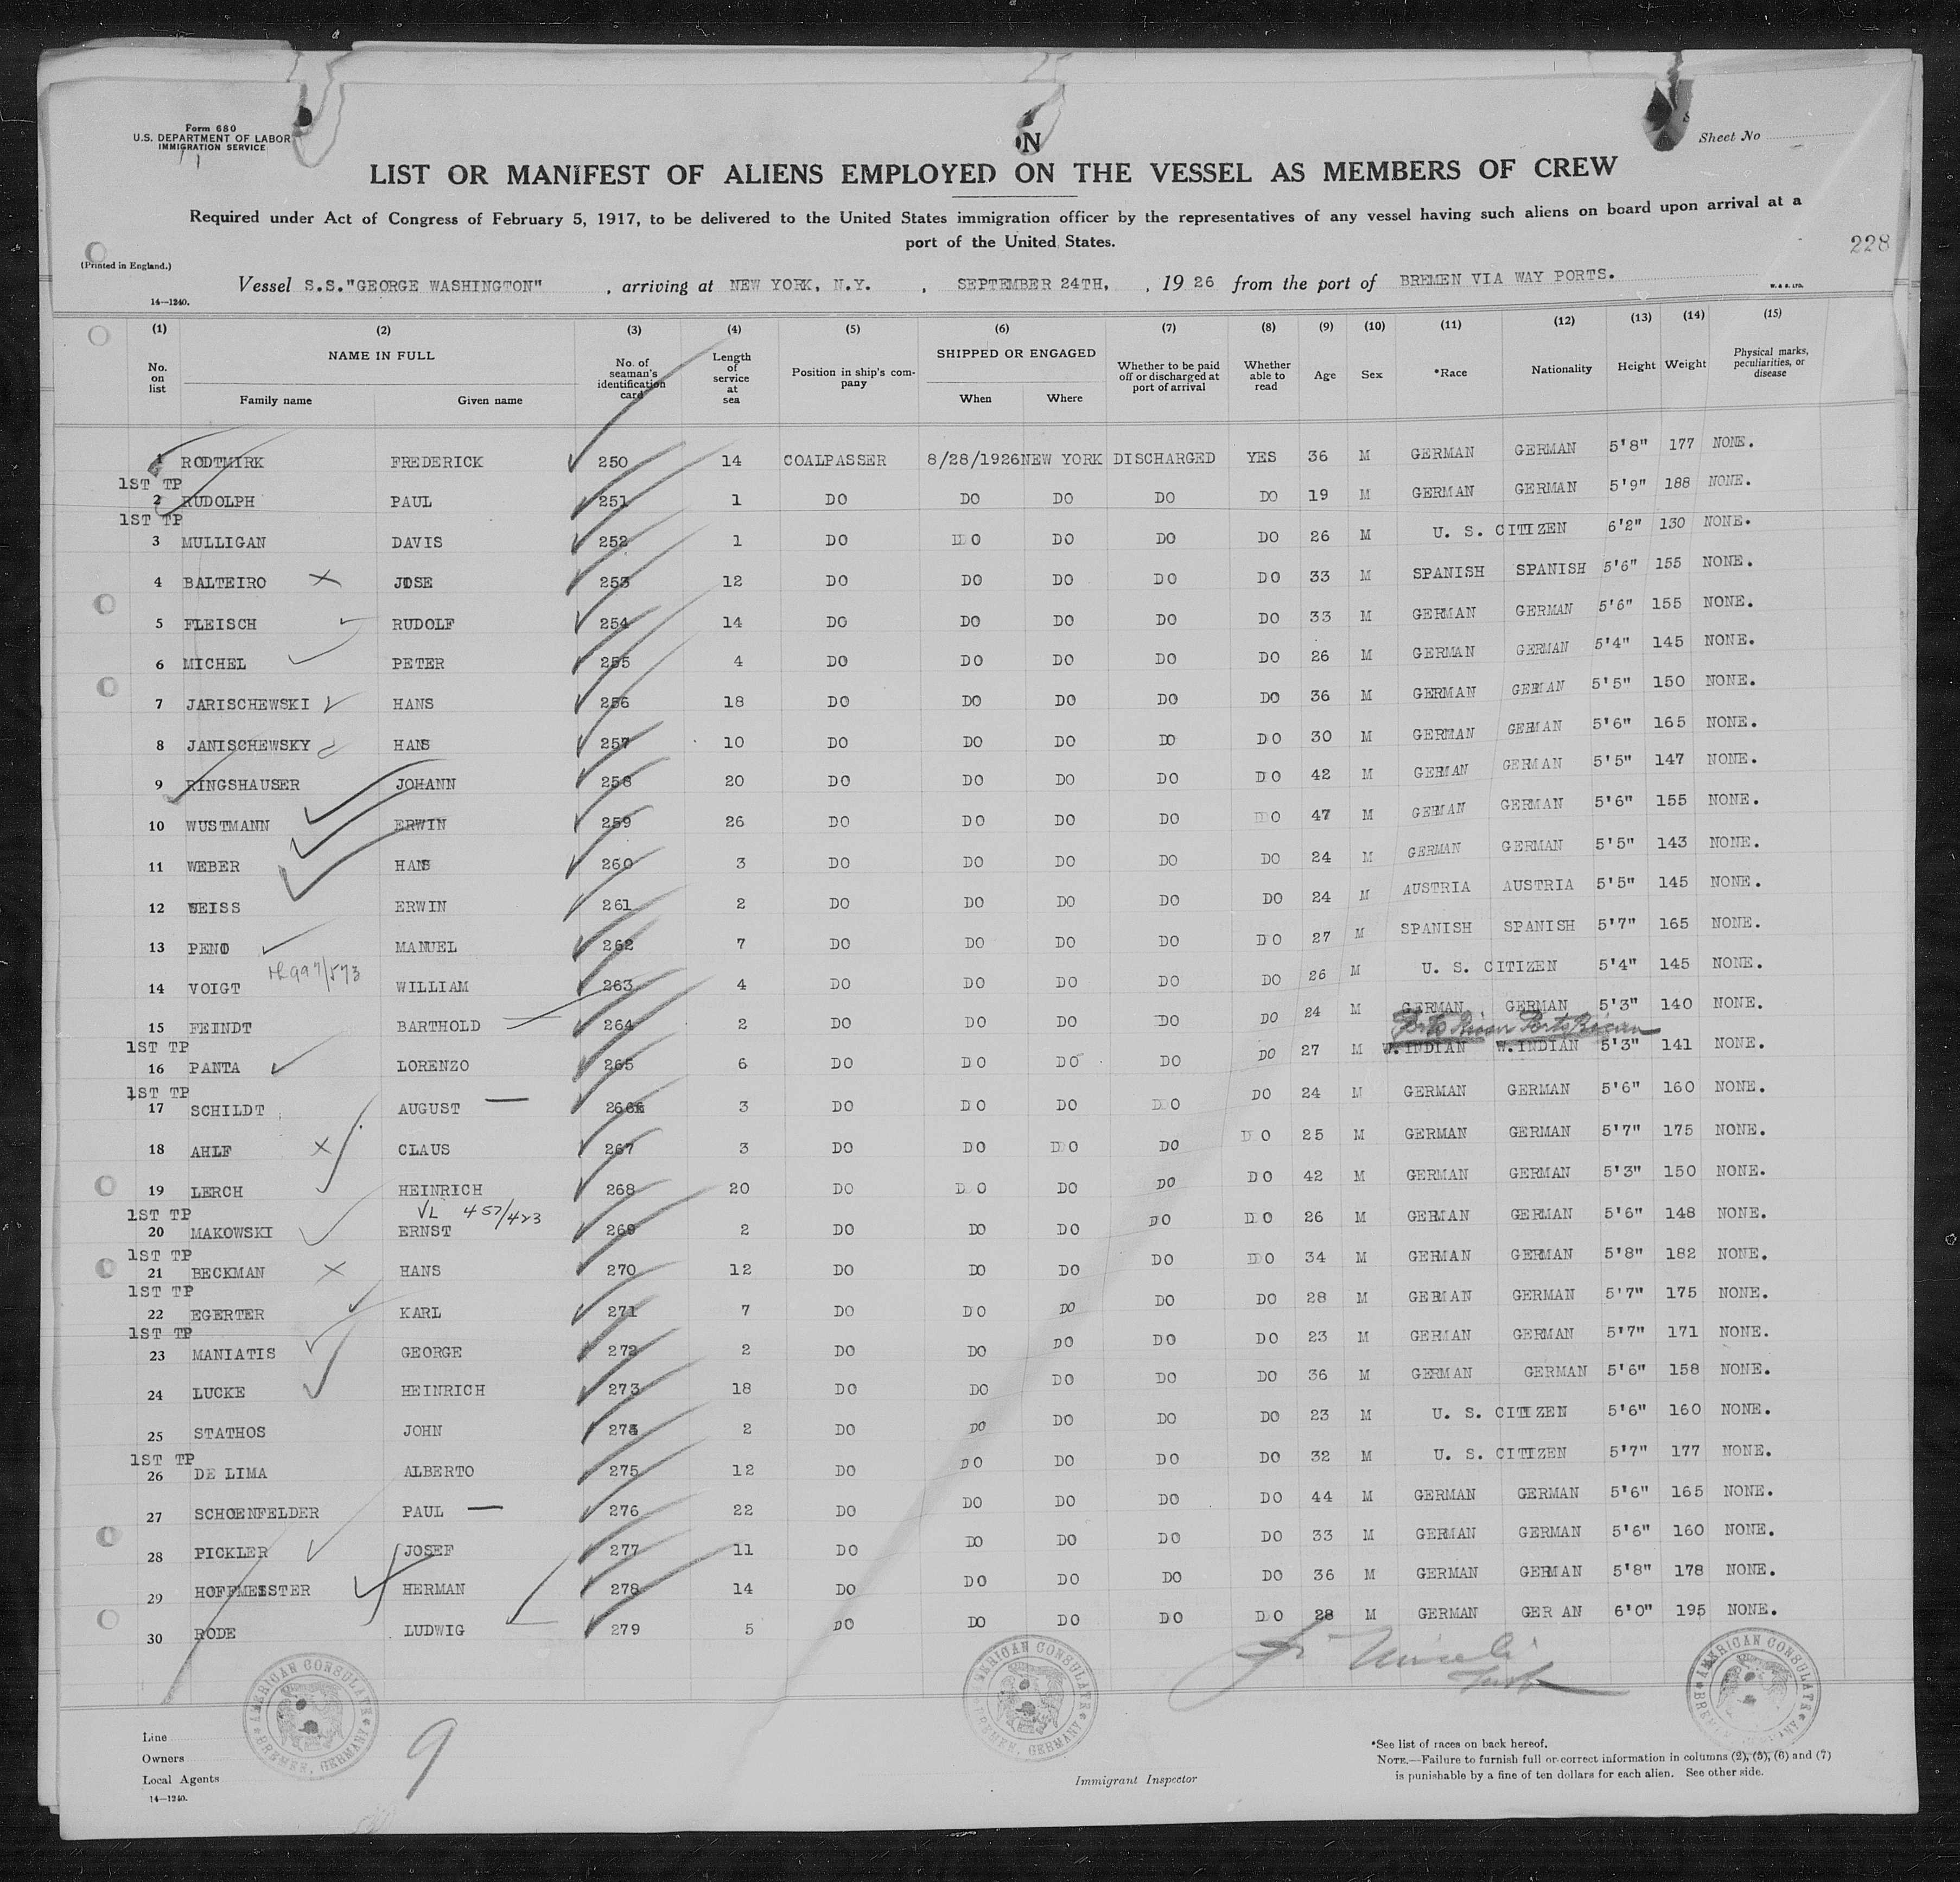 Form 680
U.S. DEPARTMENT OF LABOR
IMMIGRATION SERVICE
Sheet No
LIST OR MANIFEST OF ALIENS EMPLOYED ON THE VESSEL AS MEMBERS OF CREW
Required under Act of Congress of February 5, 1917, to be delivered to the United States immigration officer by the representatives of any vessel having such aliens on board upon arrival at a
port of the United States.
228
(Printed in England.)
Vessel S.S."GEORGE WASHINGTON" , arriving at NEW YORK, N.Y. , SEPTEMBER 24TH, , 19 26 from the port of BREMEN VIA WAY PORTS.
14—1240.
W. & S. LTD.
(1) (2) (3) (4) (5) (6) (7) (8) (9) (10) (11) (12) (13) (14) (15)
No. on list NAME IN FULL Family name Given name No. of seaman's identification card Length of service at sea Position in ship's company SHIPPED OR ENGAGED When Where Whether to be paid off or discharged at port of arrival Whether able to read Age Sex *Race Nationality Height Weight Physical marks, peculiarities, or disease
1 RODTMIRK FREDERICK 250 14 COALPASSER 8/28/1926 NEW YORK DISCHARGED YES 36 M GERMAN GERMAN 5'8" 177 NONE.
1ST TP
2 RUDOLPH PAUL 251 1 DO DO DO DO DO 19 M GERMAN GERMAN 5'9" 188 NONE.
1ST TP
3 MULLIGAN DAVIS 252 1 DO DO DO DO DO 26 M U. S. CITIZEN 6'2" 130 NONE.
4 BALTEIRO JOSE 253 12 DO DO DO DO DO 33 M SPANISH SPANISH 5'6" 155 NONE.
5 FLEISCH RUDOLF 254 14 DO DO DO DO DO 33 M GERMAN GERMAN 5'6" 155 NONE.
6 MICHEL PETER 255 4 DO DO DO DO DO 26 M GERMAN GERMAN 5'4" 145 NONE.
7 JARISCHEWSKI HANS 256 18 DO DO DO DO DO 36 M GERMAN GERMAN 5'5" 150 NONE.
8 JANISCHEWSKY HANS 257 10 DO DO DO DO DO 30 M GERMAN GERMAN 5'6" 165 NONE.
9 RINGSHAUSER JOHANN 258 20 DO DO DO DO DO 42 M GERMAN GERMAN 5'5" 147 NONE.
10 WUSTMANN ERWIN 259 26 DO DO DO DO DO 47 M GERMAN GERMAN 5'6" 155 NONE.
11 WEBER HANS 260 3 DO DO DO DO DO 24 M GERMAN GERMAN 5'5" 143 NONE.
12 WEISS ERWIN 261 2 DO DO DO DO DO 24 M AUSTRIA AUSTRIA 5'5" 145 NONE.
13 PENO MANUEL 262 7 DO DO DO DO DO 27 M SPANISH SPANISH 5'7" 165 NONE.
14 VOIGT WILLIAM 263 4 DO DO DO DO DO 26 M U. S. CITIZEN 5'4" 145 NONE.
15 FEINDT BARTHOLD 264 2 DO DO DO DO DO 24 M GERMAN GERMAN 5'3" 140 NONE.
Porto Rican Porto Rican
1ST TP
16 PANTA LORENZO 265 6 DO DO DO DO DO 27 M W.INDIAN W.INDIAN 5'3" 141 NONE.
1ST TP
17 SCHILDT AUGUST 266 3 DO DO DO DO DO 24 M GERMAN GERMAN 5'6" 160 NONE.
18 AHLF CLAUS 267 3 DO DO DO DO DO 25 M GERMAN GERMAN 5'7" 175 NONE.
19 LERCH HEINRICH 268 20 DO DO DO DO DO 42 M GERMAN GERMAN 5'3" 150 NONE.
1ST TP VL 457/423
20 MAKOWSKI ERNST 269 2 DO DO DO DO DO 26 M GERMAN GERMAN 5'6" 148 NONE.
1ST TP
21 BECKMAN HANS 270 12 DO DO DO DO DO 34 M GERMAN GERMAN 5'8" 182 NONE.
1ST TP
22 EGERTER KARL 271 7 DO DO DO DO DO 28 M GERMAN GERMAN 5'7" 175 NONE.
1ST TP
23 MANIATIS GEORGE 272 2 DO DO DO DO DO 23 M GERMAN GERMAN 5'7" 171 NONE.
24 LUCKE HEINRICH 273 18 DO DO DO DO DO 36 M GERMAN GERMAN 5'6" 158 NONE.
25 STATHOS JOHN 274 2 DO DO DO DO DO 23 M U. S. CITIZEN 5'6" 160 NONE.
1ST TP
26 DE LIMA ALBERTO 275 12 DO DO DO DO DO 32 M U. S. CITIZEN 5'7" 177 NONE.
27 SCHOENFELDER PAUL 276 22 DO DO DO DO DO 44 M GERMAN GERMAN 5'6" 165 NONE.
28 PICKLER JOSEF 277 11 DO DO DO DO DO 33 M GERMAN GERMAN 5'6" 160 NONE.
29 HOFFMEISTER HERMAN 278 14 DO DO DO DO DO 36 M GERMAN GERMAN 5'8" 178 NONE.
30 RODE LUDWIG 279 5 DO DO DO DO DO 28 M GERMAN GER AN 6'0" 195 NONE.
AMERICAN CONSULATE BREMEN, GERMANY
AMERICAN CONSULATE BREMEN, GERMANY
AMERICAN CONSULATE BREMEN
Line
Owners
Local Agents
14—1240.
9
Immigrant Inspector
*See list of races on back hereof.
NOTE.—Failure to furnish full or correct information in columns (2), (5), (6) and (7)
is punishable by a fine of ten dollars for each alien. See other side.